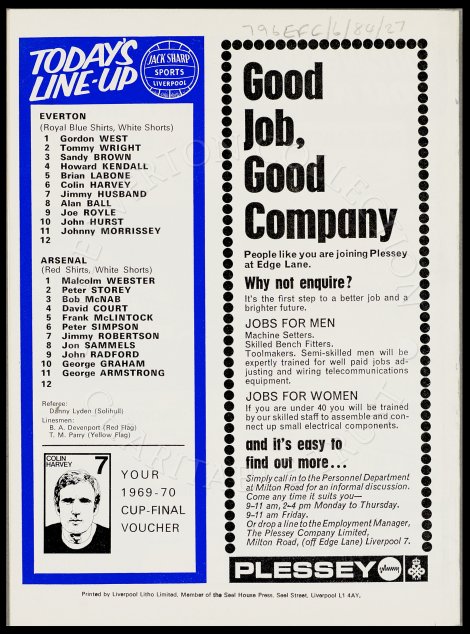 796EFC/6/84/27
TODAY'S
LINE-UP
JACK SHARP
SPORTS
LIVERPOOL
EVERTON
(Royal Blue Shirts, White Shorts)
1 Gordon WEST
2 Tommy WRIGHT
3 Sandy BROWN
4 Howard KENDALL
5 Brian LABONE
6 Colin HARVEY
7 Jimmy HUSBAND
8 Alan BALL
9 Joe ROYLE
10 John HURST
11 Johnny MORRISSEY
12
ARSENAL
(Red Shirts, White Shorts)
1 Malcolm WEBSTER
2 Peter STOREY
3 Bob McNAB
4 David COURT
5 Frank McLINTOCK
6 Peter SIMPSON
7 Jimmy ROBERTSON
8 Jon SAMMELS
9 John RADFORD
10 George GRAHAM
11 George ARMSTRONG
12
Referee:
Danny Lyden (Solihull)
Linesmen:
B. A. Devenport (Red Flag)
T. M. Parry (Yellow Flag)
COLIN
HARVEY 7
YOUR
1969-70
CUP-FINAL
VOUCHER
Good
Job,
Good
Company
People like you are joining Plessey
at Edge Lane.
Why not enquire?
It's the first step to a better job and a
brighter future.
JOBS FOR MEN
Machine Setters.
Skilled Bench Fitters.
Toolmakers. Semi-skilled men will be
expertly trained for well paid jobs ad-
justing and wiring telecommunications
equipment.
JOBS FOR WOMEN
If you are under 40 you will be trained
by our skilled staff to assemble and con-
nect up small electrical components.
and it's easy to
find out more...
Simply call in to the Personnel Department
at Milton Road for an informal discussion.
Come any time it suits you—
9-11 am, 2-4 pm Monday to Thursday.
9-11 am Friday.
Or drop a line to the Employment Manager,
The Plessey Company Limited,
Milton Road, (off Edge Lane) Liverpool 7.
PLESSEY
Printed by Liverpool Litho Limited, Member of the Seel House Press, Seel Street, Liverpool L1 4AY.